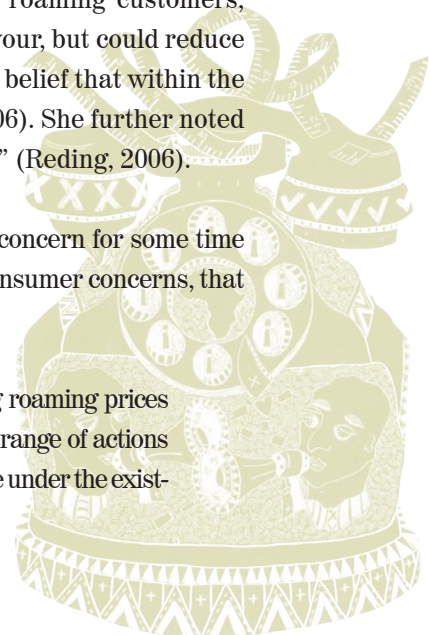 roaming customers,
your, but could reduce
belief that within the
06). She further noted
” (Reding, 2006).
concern for some time
nsumer concerns, that
g roaming prices
range of actions
e under the exist-